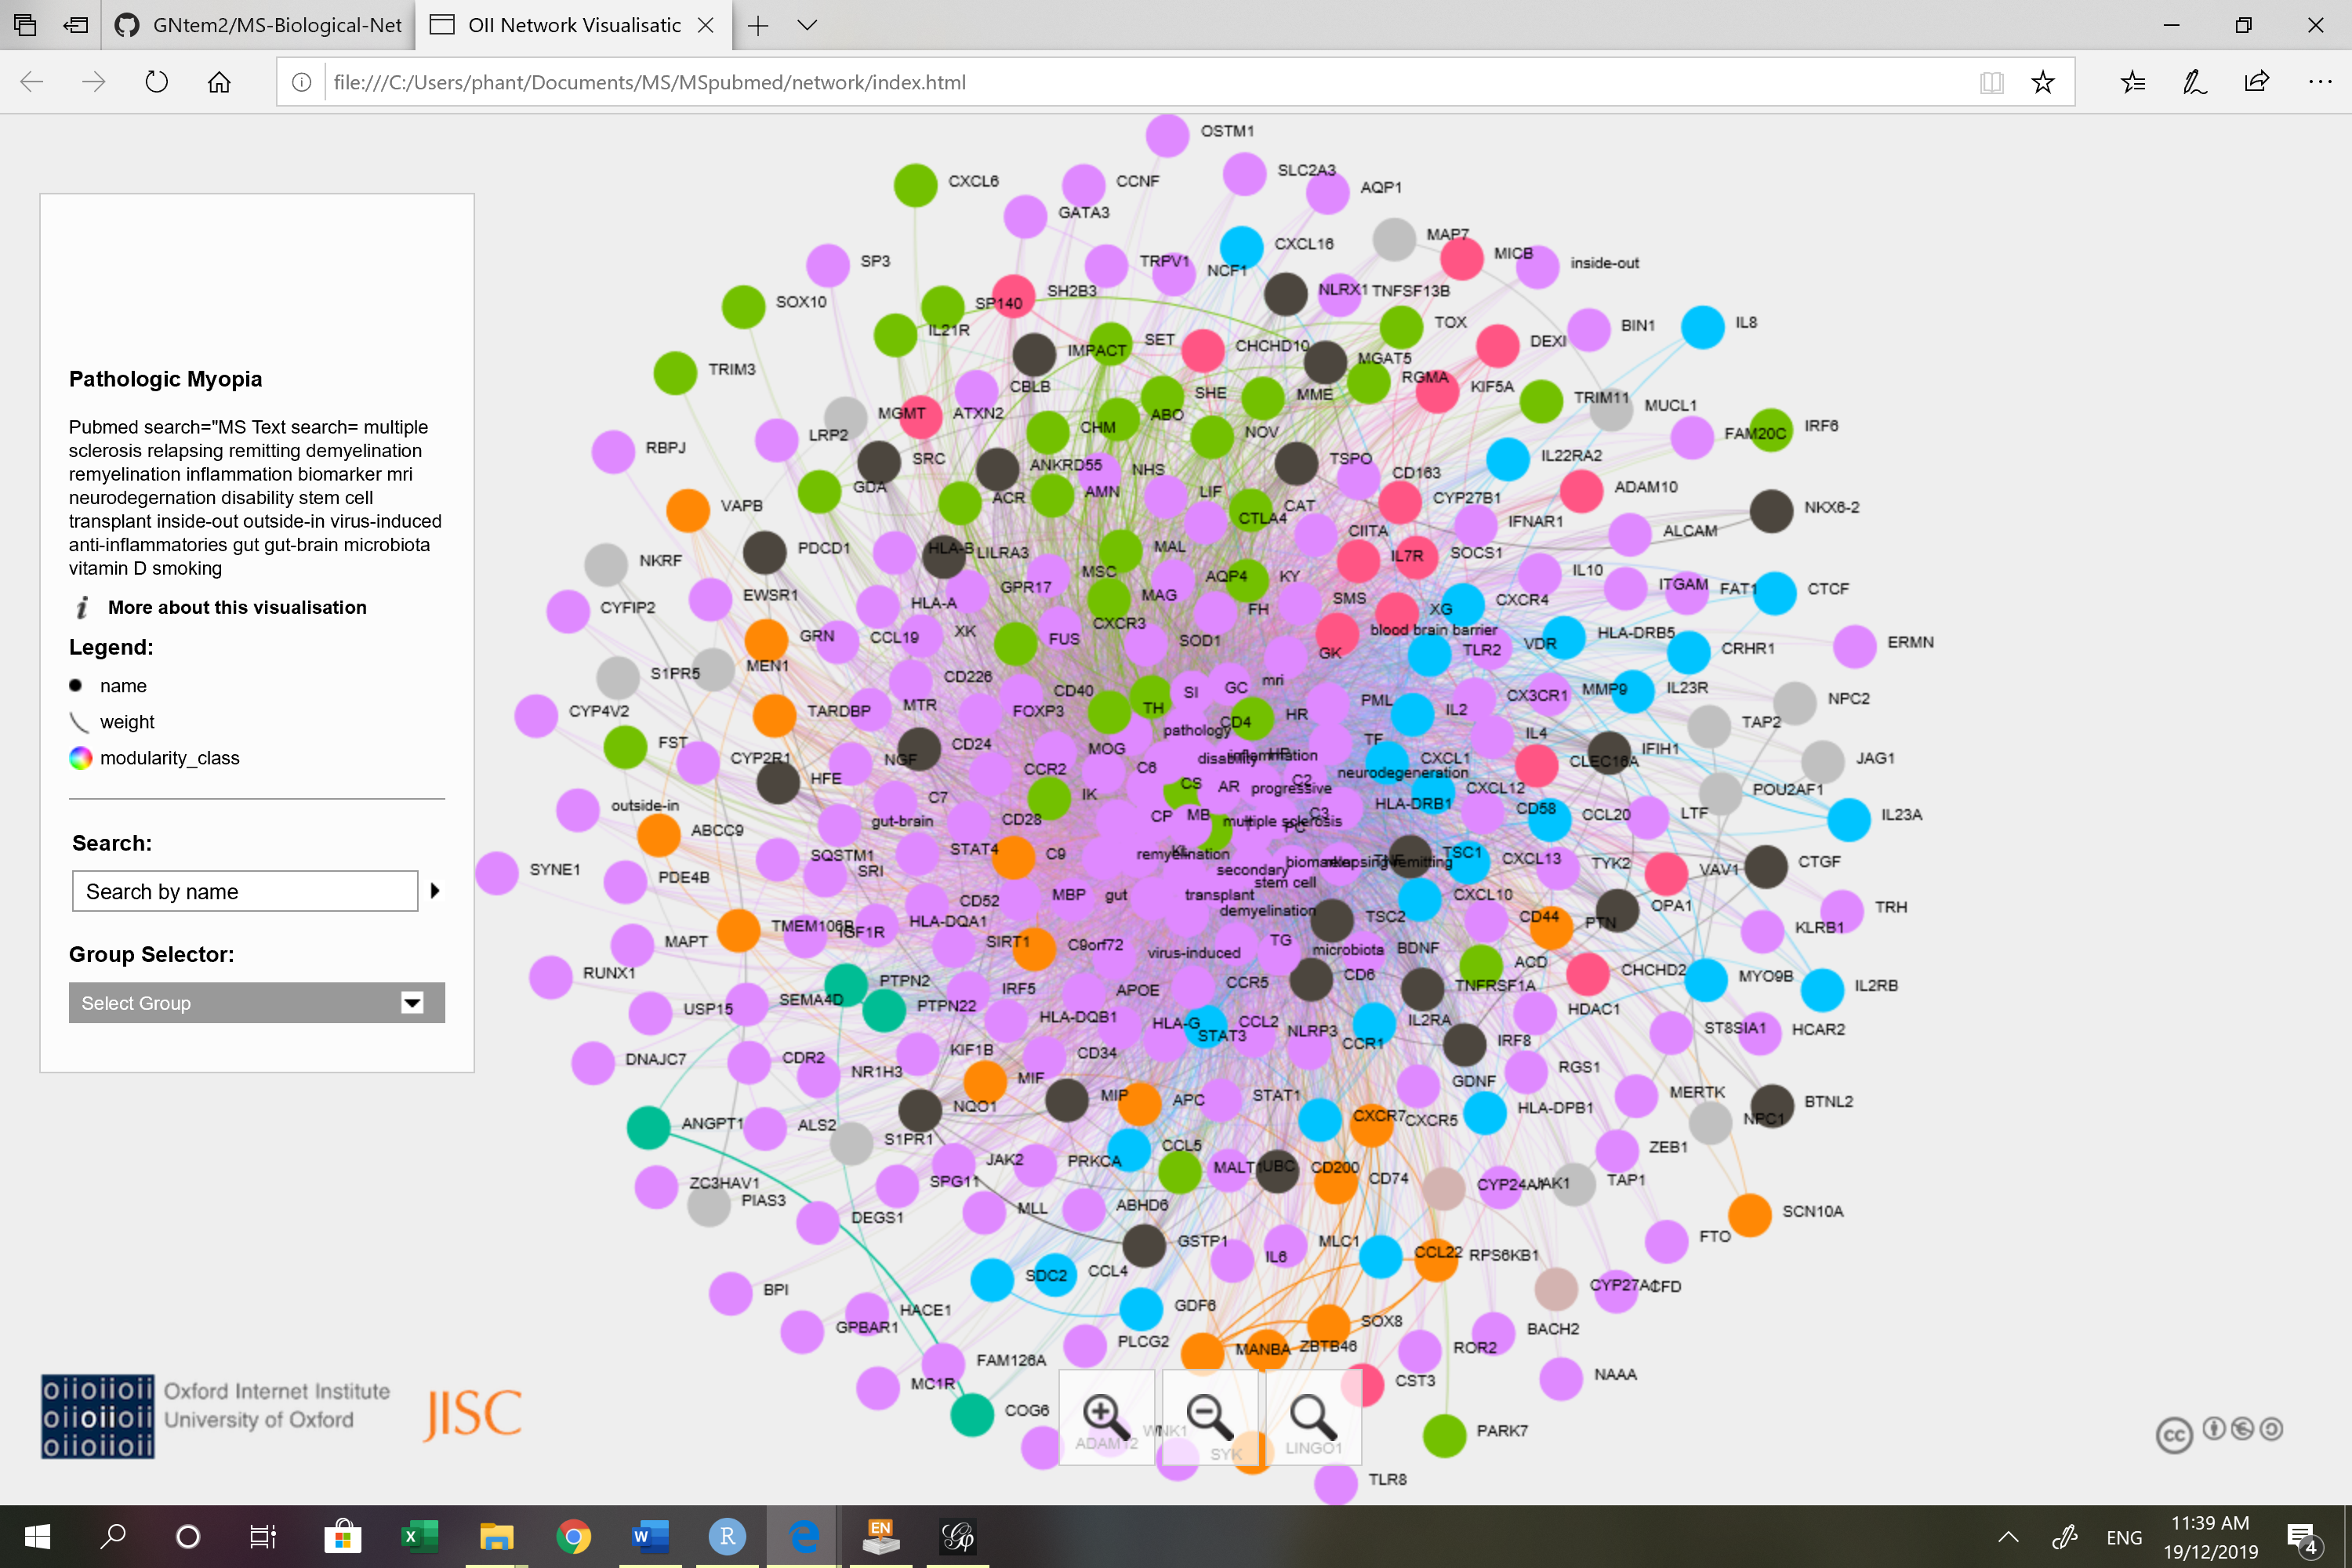 GNtem2/MS-Biological-Net
OII Network Visualisatic
file:///C:/Users/phant/Documents/MS/MSpubmed/network/index.html
Pathologic Myopia
Pubmed search="MS Text search= multiple
sclerosis relapsing remitting demyelination
remyelination inflammation biomarker mri
neurodegernation disability stem cell
transplant inside-out outside-in virus-induced
anti-inflammatories gut gut-brain microbiota
vitamin D smoking
i More about this visualisation
Legend:
name
weight
modularity_class
Search:
Search by name
Group Selector:
Select Group
OSTM1
SLC2A3
CXCL6 CCNF AQP1
GATA3
MAP7
CXCL16 MICB
SP3 TRPV1 NCF1 inside-out
SH2B3 NLRX1 TNFSF13B
SOX10 SP140
IL21R TOX BIN1 IL8
IMPACT SET CHCHD10 DEXI
TRIM3 MGAT5
CBLB RGMA KIF5A
SHE MME TRIM11 MUCL1
MGMT ATXN2 ABO
LRP2 CHM NOV FAM20C IRF6
RBPJ SRC ANKRD55 NHS TSPO CD163 IL22RA2
GDA ACR AMN LIF CYP27B1 ADAM10
VAPB CTLA4 CAT IFNAR1 NKX6-2
CIITA ALCAM
PDCD1 HLA-B LILRA3 MAL IL7R SOCS1
NKRF MSC AQP4 KY IL10
GPR17 ITGAM FAT1 CTCF
CYFIP2 EWSR1 HLA-A MAG FH SMS XG CXCR4
CCL19 XK CXCR3 blood brain barrier HLA-DRB5
GRN FUS SOD1 TLR2 VDR CRHR1 ERMN
S1PR5 MEN1 CD226 GK
CD40 SI GC mri CX3CR1 MMP9 IL23R NPC2
CYP4V2 TARDBP MTR FOXP3 TH CD4 HR PML IL2 TAP2
FST CYP2R1 NGF CD24 MOG pathology TF IL4 IFIH1
HFE CCR2 C6 disability inflammation CXCL1 CLEC16A JAG1
neurodegeneration
outside-in C7 IK CS AR C2 progressive CXCL12 POU2AF1
ABCC9 gut-brain CD28 CP MB multiple sclerosis C3 PC HLA-DRB1 CD58 CCL20 LTF IL23A
SYNE1 SQSTM1 STAT4 C9 remyelination biomarker relapsing remitting TNF TSC1 CXCL13 TYK2 CTGF
PDE4B SRI secondary VAV1
CD52 MBP gut transplant stem cell CXCL10 OPA1
TMEM106B IGF1R HLA-DQA1 demyelination TSC2 CD44 PTN TRH
MAPT SIRT1 C9orf72 TG microbiota BDNF KLRB1
RUNX1 virus-induced ACD CHCHD2
SEMA4D PTPN2 IRF5 APOE CCR5 CD6 TNFRSF1A MYO9B IL2RB
USP15 PTPN22 HLA-DQB1 HLA-G CCL2 NLRP3 IL2RA HDAC1
STAT3 CCR1 ST8SIA1 HCAR2
DNAJC7 CDR2 KIF1B CD34 IRF8
NR1H3 MIF GDNF RGS1
NQO1 MIP APC STAT1 HLA-DPB1 MERTK BTNL2
ANGPT1 ALS2 S1PR1 CXCR7 CXCR5 NPC1
JAK2 PRKCA CCL5 ZEB1
ZC3HAV1 SPG11 MALT1 UBC CD200 CD74 CYP24A1 JAK1 TAP1
PIAS3 DEGS1 MLL ABHD6 SCN10A
GSTP1 IL6 MLC1 CCL22 RPS6KB1 FTO
BPI SDC2 CCL4 CYP27A1 CFD
HACE1 GDF6
GPBAR1 PLCG2 SOX8 BACH2
FAM126A MANBA ZBTB46 ROR2
MC1R CST3 NAAA
COG6 ADAM12 WNK1 SYK LINGO1 PARK7
TLR8
oiioiioii
oiioiioii
oiioiioii
Oxford Internet Institute
University of Oxford
JISC
cc
EN
ENG
11:39 AM
19/12/2019
4